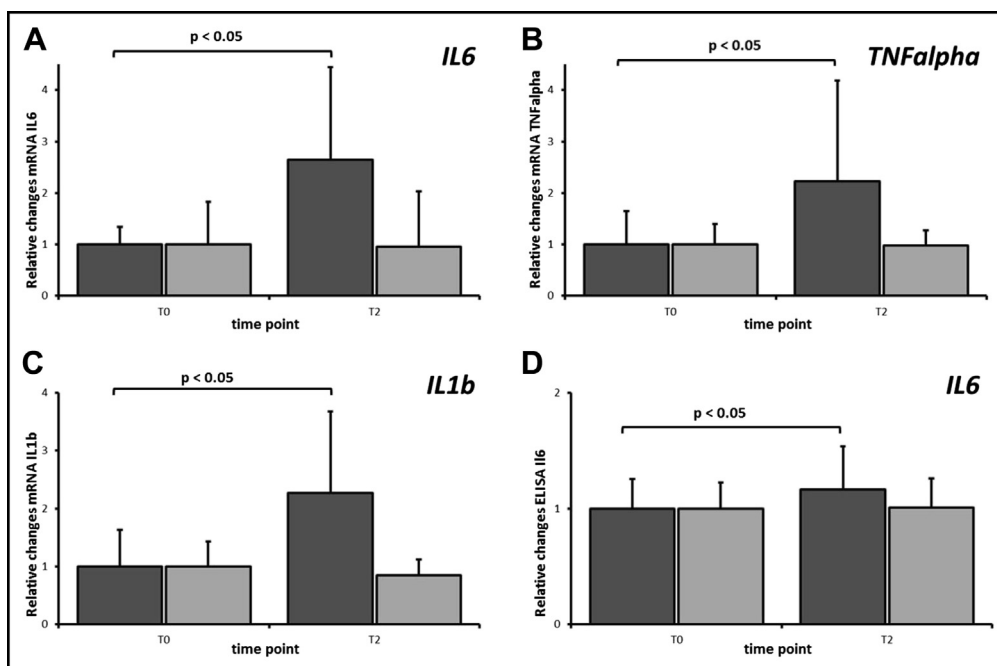 A
p < 0.05
IL6
Relative changes mRNA IL6
4
3
2
1
0
T0
T2
time point
B
p < 0.05
TNFalpha
Relative changes mRNA TNFalpha
4
3
2
1
0
T0
T2
time point
C
p < 0.05
IL1b
Relative changes mRNA IL1b
4
3
2
1
0
T0
T2
time point
D
p < 0.05
IL6
Relative changes ELISA Il6
2
1
0
T0
T2
time point